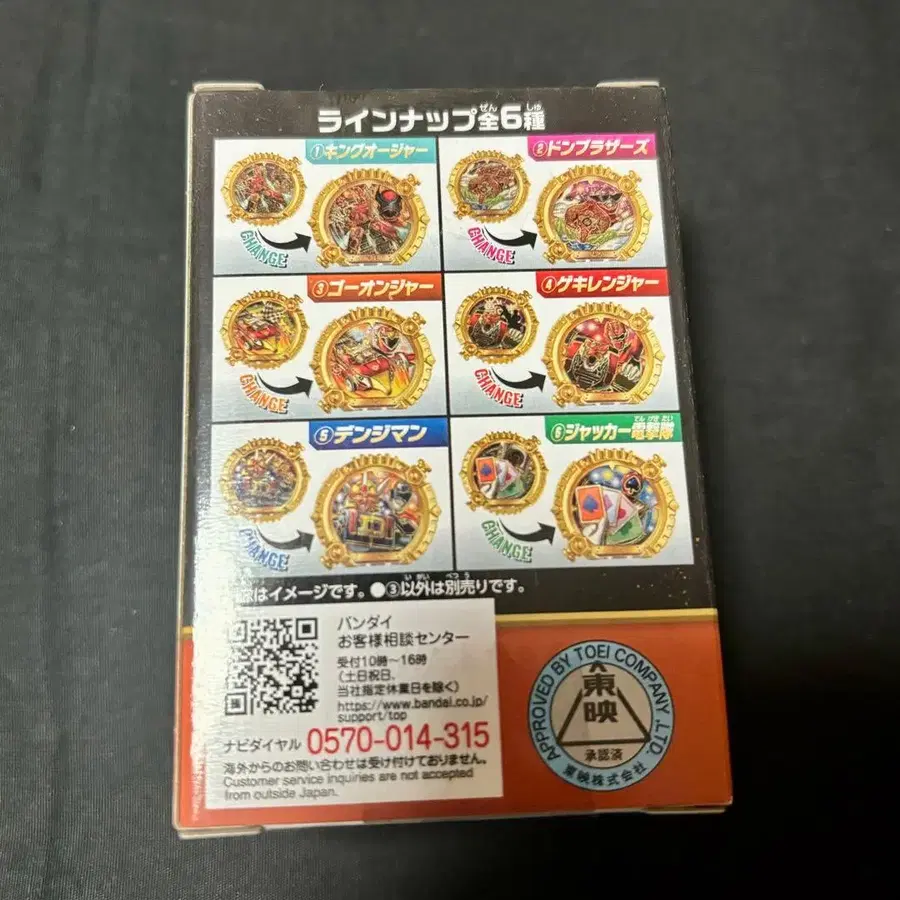 ラインナップ全6種
ぜん
しゅ
①キングオージャー
CHANGE
②ドンブラザーズ
CHANGE
③ゴーオンジャー
CHANGE
④ゲキレンジャー
CHANGE
⑤デンジマン
CHANGE
⑥ジャッカー電撃隊
でんげきたい
CHANGE
はイメージです。●③以外は別売りです。
いがい
べつう
バンダイ
お客様相談センター
受付10時～16時
(土日祝日、
当社指定休業日を除く)
https://www.bandai.co.jp/
support/top
ナビダイヤル 0570-014-315
海外からのお問い合わせは受け付けておりません。
Customer service inquiries are not accepted
from outside Japan.
APPROVED BY TOEI COMPANY, LTD.
東映
承認済
東映株式会社